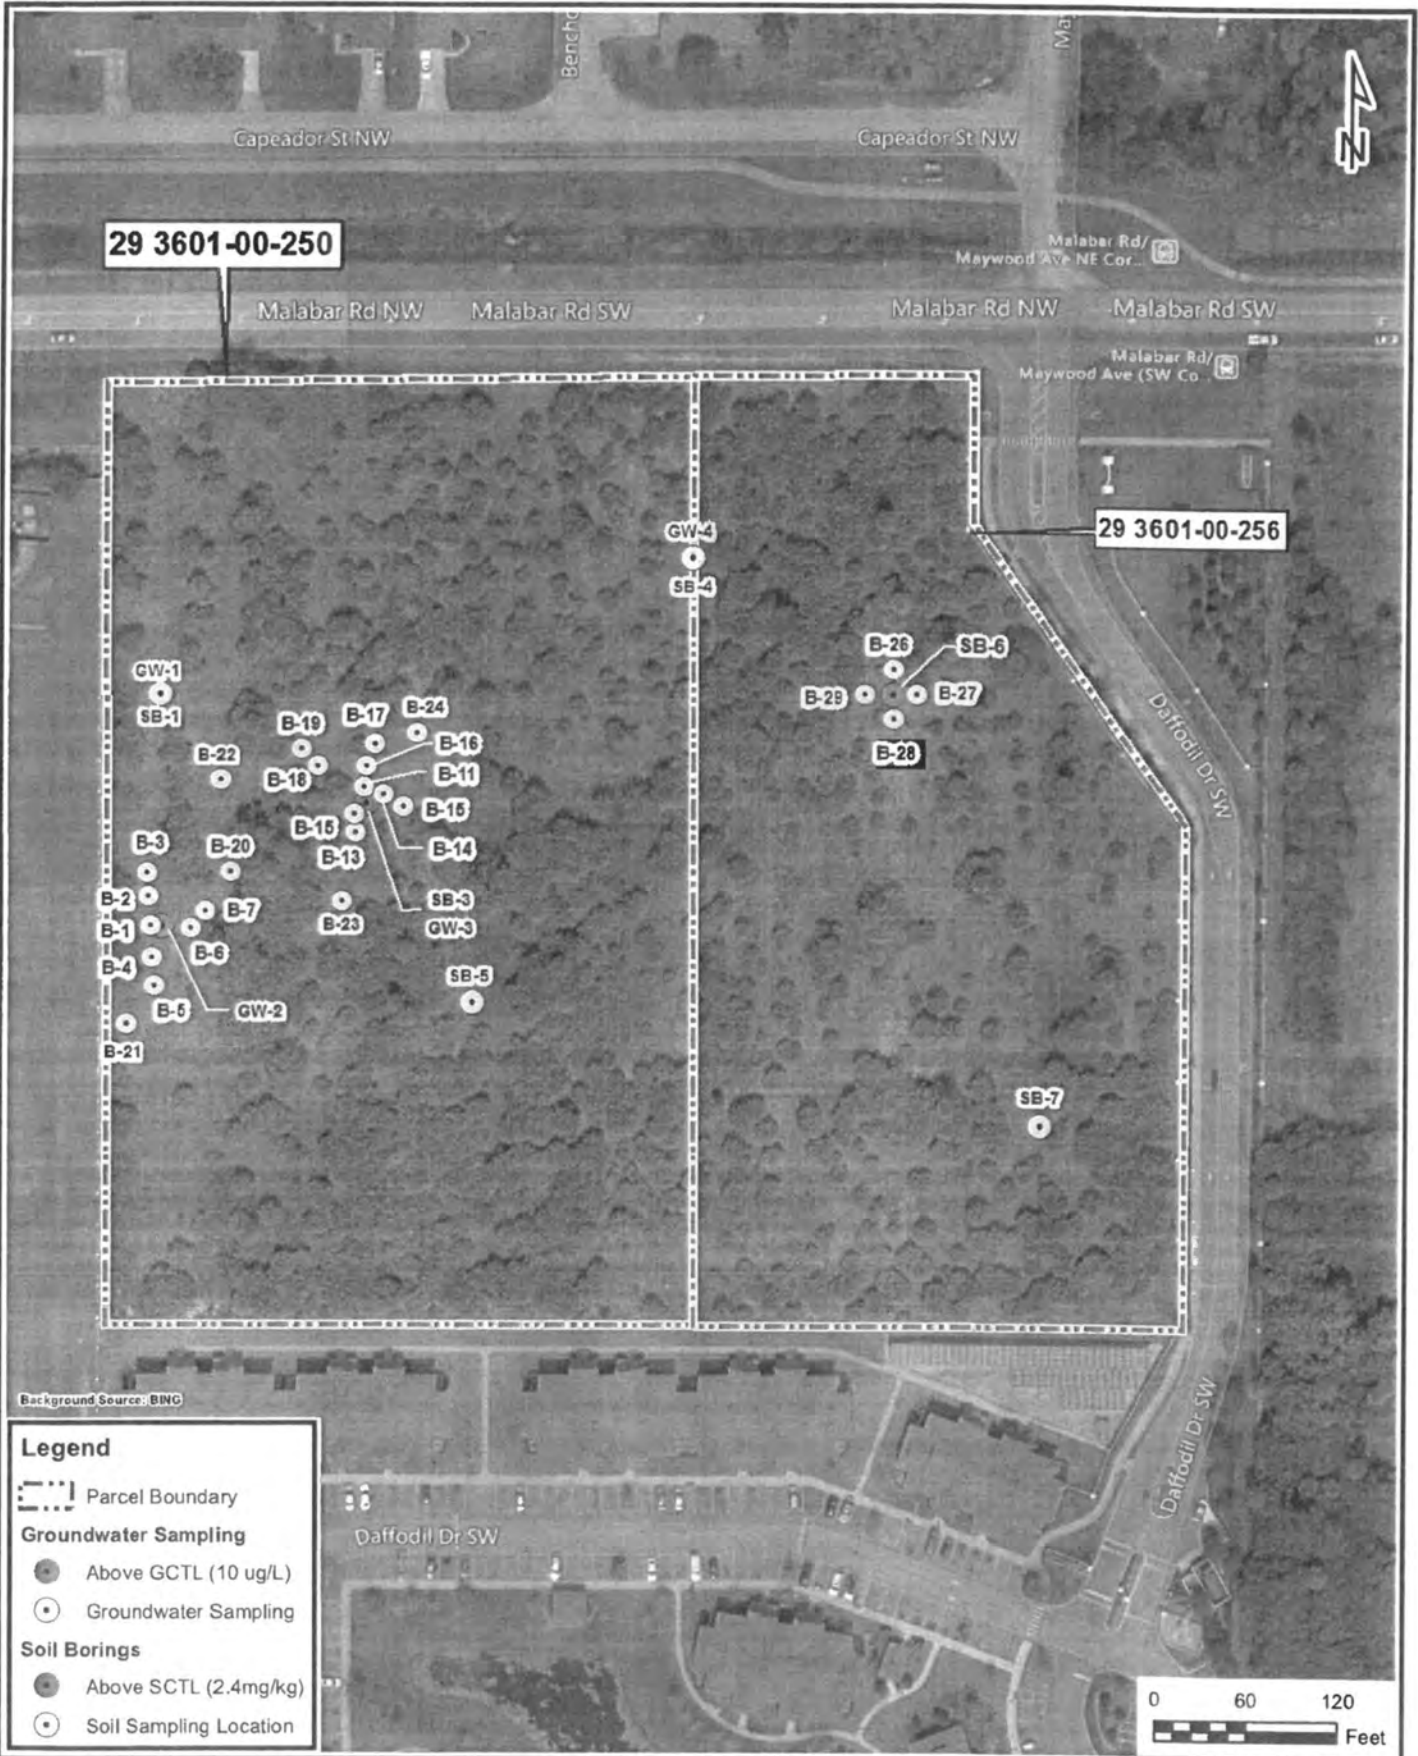 Bencho
Ma
Capeador St NW
Capeador St NW
N
29 3601-00-250
Malabar Rd/
Maywood Ave NE Cor...
Malabar Rd NW
Malabar Rd SW
Malabar Rd NW
Malabar Rd SW
Malabar Rd/
Maywood Ave (SW Co...
29 3601-00-256
GW-4
SB-4
B-26
SB-6
B-29
B-27
B-28
GW-1
SB-1
B-24
B-17
B-19
B-16
B-22
B-18
B-11
B-15
B-15
B-14
B-13
B-3
B-20
B-2
B-7
SB-3
B-1
B-23
GW-3
B-6
B-4
SB-5
B-5
GW-2
B-21
SB-7
Daffodil Dr SW
Daffodil Dr SW
Background Source: BING
Daffodil Dr SW
Legend
Parcel Boundary
Groundwater Sampling
Above GCTL (10 ug/L)
Groundwater Sampling
Soil Borings
Above SCTL (2.4mg/kg)
Soil Sampling Location
0 60 120
Feet